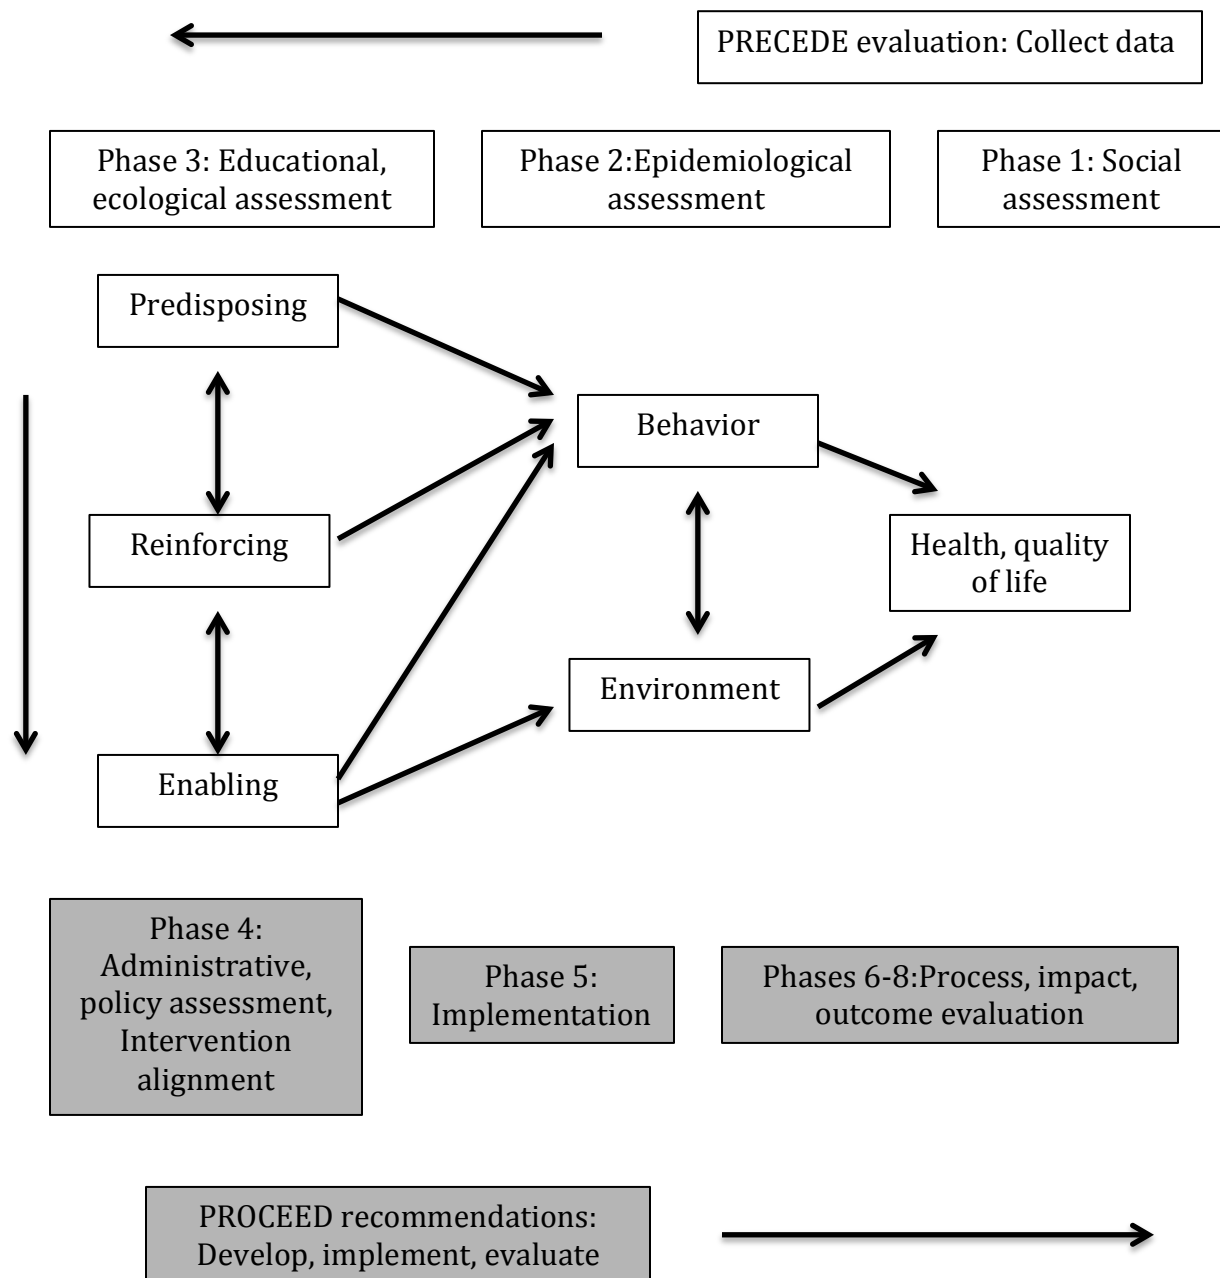 PRECEDE evaluation: Collect data
Phase 3: Educational,
ecological assessment
Phase 2:Epidemiological
assessment
Phase 1: Social
assessment
Predisposing
Behavior
Reinforcing
Health, quality
of life
Environment
Enabling
Phase 4:
Administrative,
policy assessment,
Intervention
alignment
Phase 5:
Implementation
Phases 6-8:Process, impact,
outcome evaluation
PROCEED recommendations:
Develop, implement, evaluate